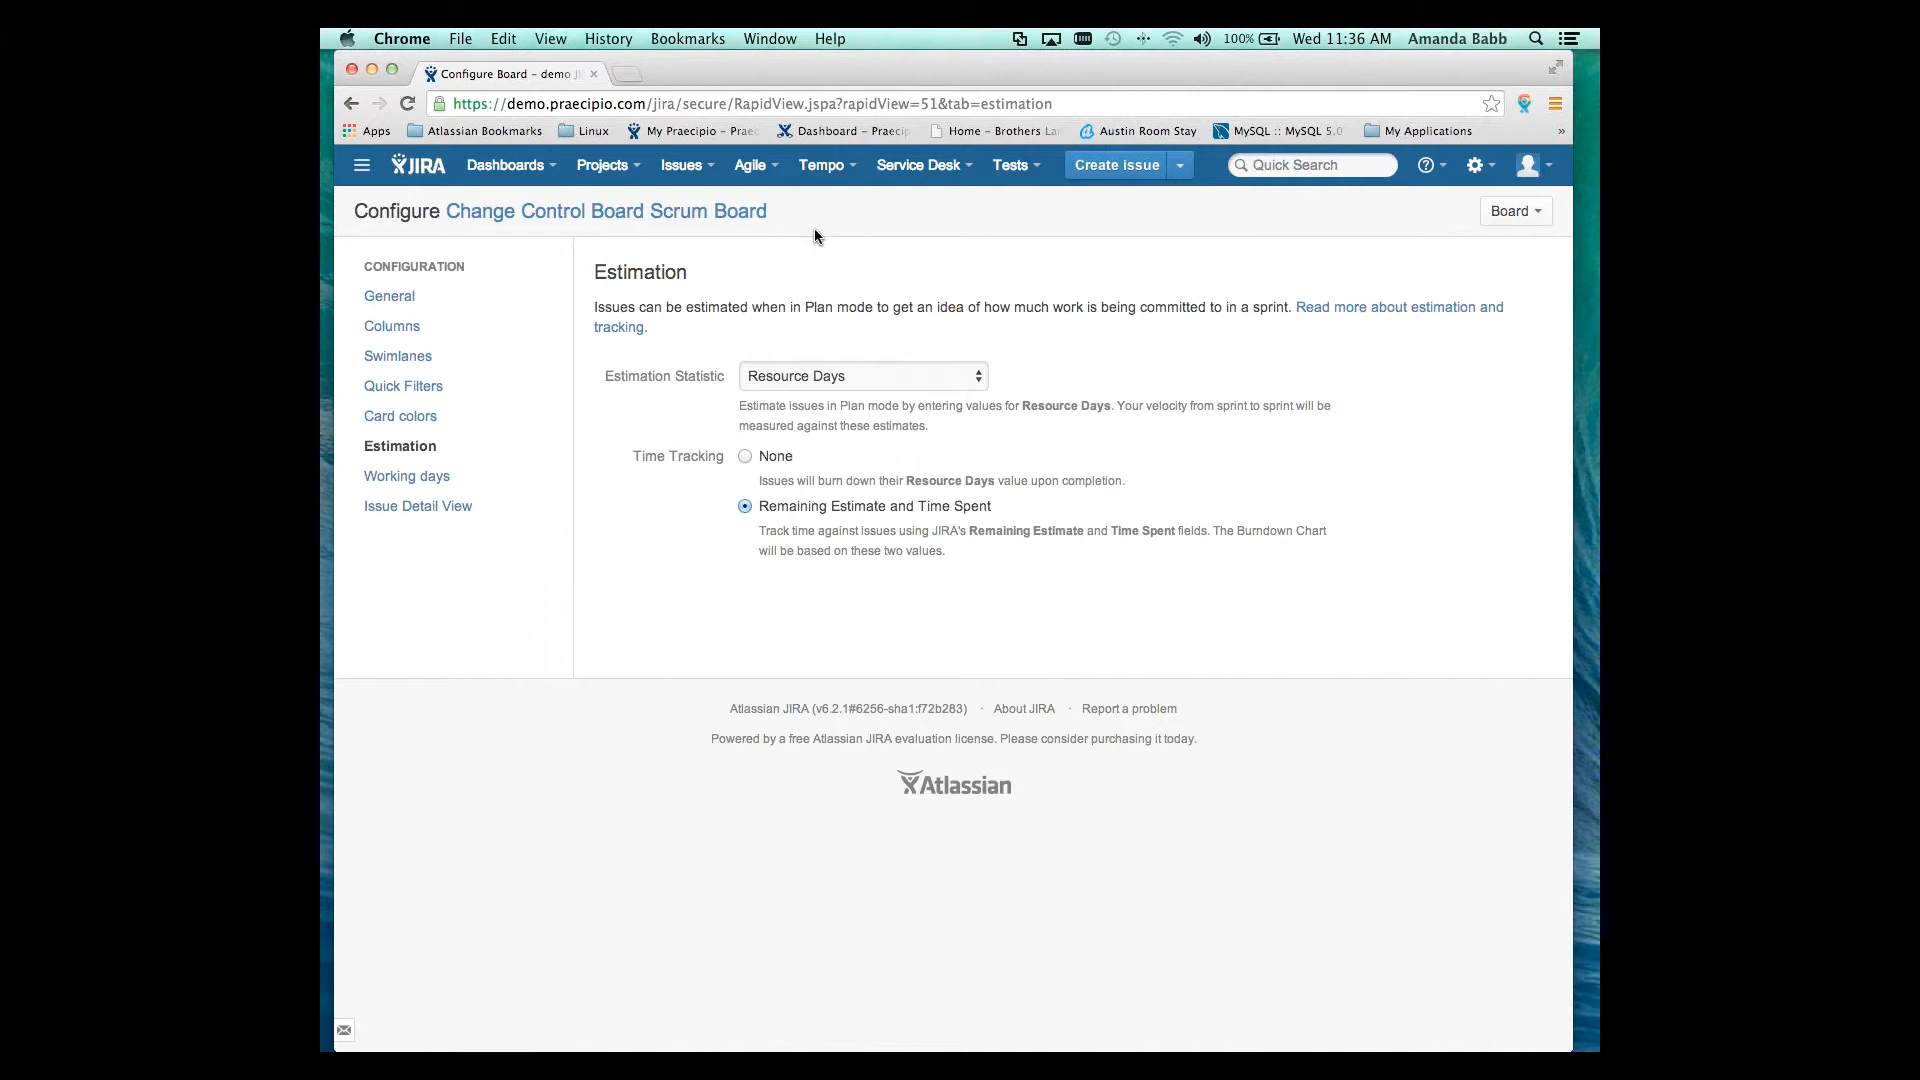 Chrome File Edit View History Bookmarks Window Help 100% Wed 11:36 AM Amanda Babb
Configure Board - demo JI
https://demo.praecipio.com/jira/secure/RapidView.jspa?rapidView=51&tab=estimation
Apps Atlassian Bookmarks Linux My Praecipio – Praec Dashboard – Praecip Home – Brothers La Austin Room Stay MySQL :: MySQL 5.0 My Applications »
JIRA Dashboards Projects Issues Agile Tempo Service Desk Tests Create issue Quick Search
Configure Change Control Board Scrum Board
Board
CONFIGURATION
General
Columns
Swimlanes
Quick Filters
Card colors
Estimation
Working days
Issue Detail View
Estimation
Issues can be estimated when in Plan mode to get an idea of how much work is being committed to in a sprint. Read more about estimation and
tracking.
Estimation Statistic Resource Days
Estimate issues in Plan mode by entering values for Resource Days. Your velocity from sprint to sprint will be
measured against these estimates.
Time Tracking None
Issues will burn down their Resource Days value upon completion.
Remaining Estimate and Time Spent
Track time against issues using JIRA's Remaining Estimate and Time Spent fields. The Burndown Chart
will be based on these two values.
Atlassian JIRA (v6.2.1#6256-sha1:f72b283) · About JIRA · Report a problem
Powered by a free Atlassian JIRA evaluation license. Please consider purchasing it today.
Atlassian